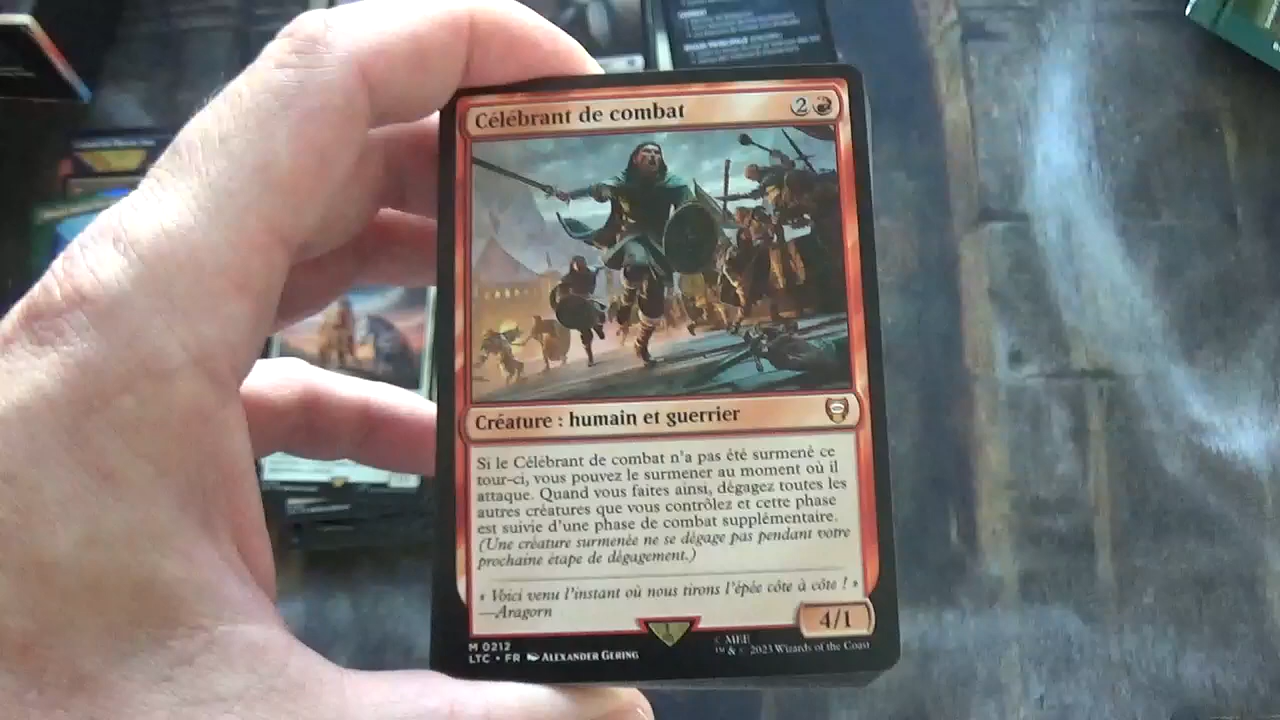 Célébrant de combat
2
Créature : humain et guerrier
Si le Célébrant de combat n'a pas été surmené ce
tour-ci, vous pouvez le surmener au moment où il
attaque. Quand vous faites ainsi, dégagez toutes les
autres créatures que vous contrôlez et cette phase
est suivie d'une phase de combat supplémentaire.
(Une créature surmenée ne se dégage pas pendant votre
prochaine étape de dégagement.)
« Voici venu l'instant où nous tirons l'épée côte à côte ! »
—Aragorn
4/1
M 0212
LTC • FR ALEXANDER GERING
© MEE
™ & © 2023 Wizards of the Coast